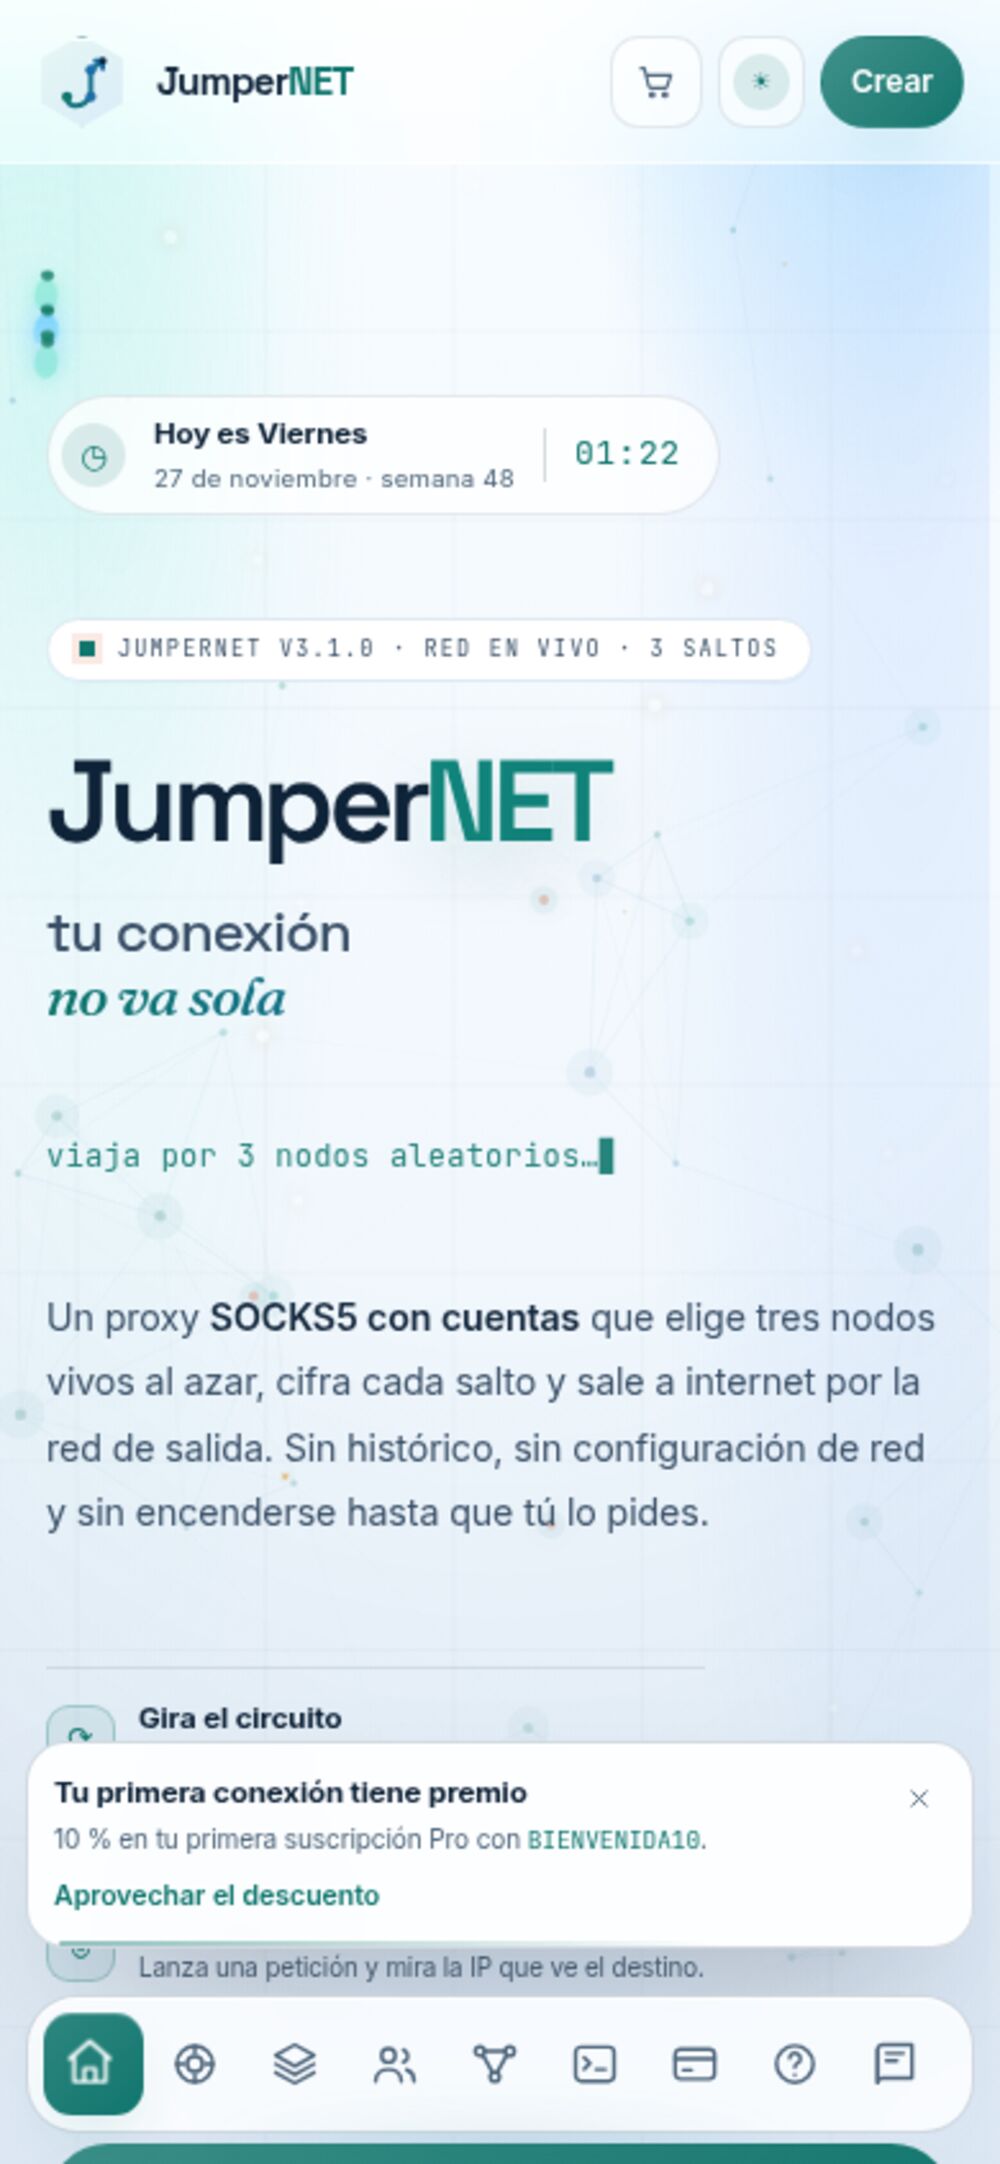 JumperNET
Crear
Hoy es Viernes
27 de noviembre · semana 48
01:22
JUMPERNET V3.1.0 · RED EN VIVO · 3 SALTOS
JumperNET
tu conexión
no va sola
viaja por 3 nodos aleatorios…
Un proxy SOCKS5 con cuentas que elige tres nodos
vivos al azar, cifra cada salto y sale a internet por la
red de salida. Sin histórico, sin configuración de red
y sin encenderse hasta que tú lo pides.
Gira el circuito
Tu primera conexión tiene premio
10 % en tu primera suscripción Pro con BIENVENIDA10.
Aprovechar el descuento
Lanza una petición y mira la IP que ve el destino.